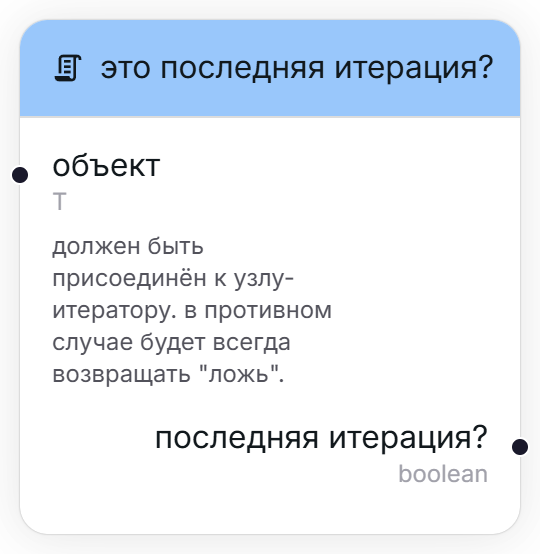 это последняя итерация?
объект
T
должен быть
присоединён к узлу-
итератору. в противном
случае будет всегда
возвращать "ложь".
последняя итерация?
boolean